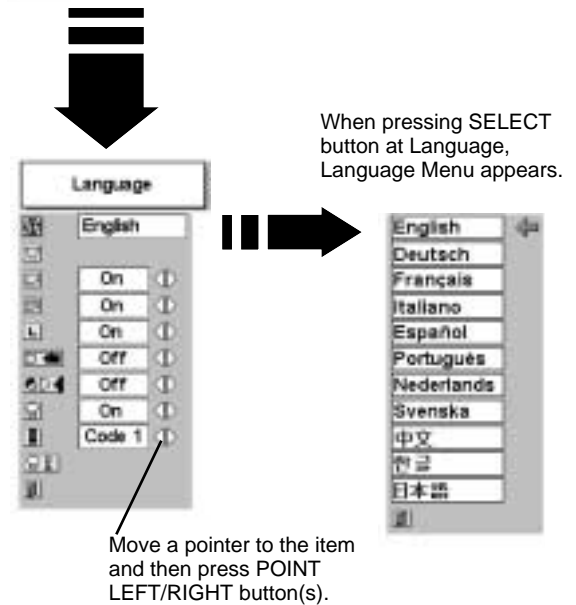 When pressing SELECT
button at Language,
Language Menu appears.
Language
English
On
On
On
Off
Off
On
Code 1
English
Deutsch
Français
Italiano
Español
Português
Nederlands
Svenska
中文
한글
日本語
Move a pointer to the item
and then press POINT
LEFT/RIGHT button(s).